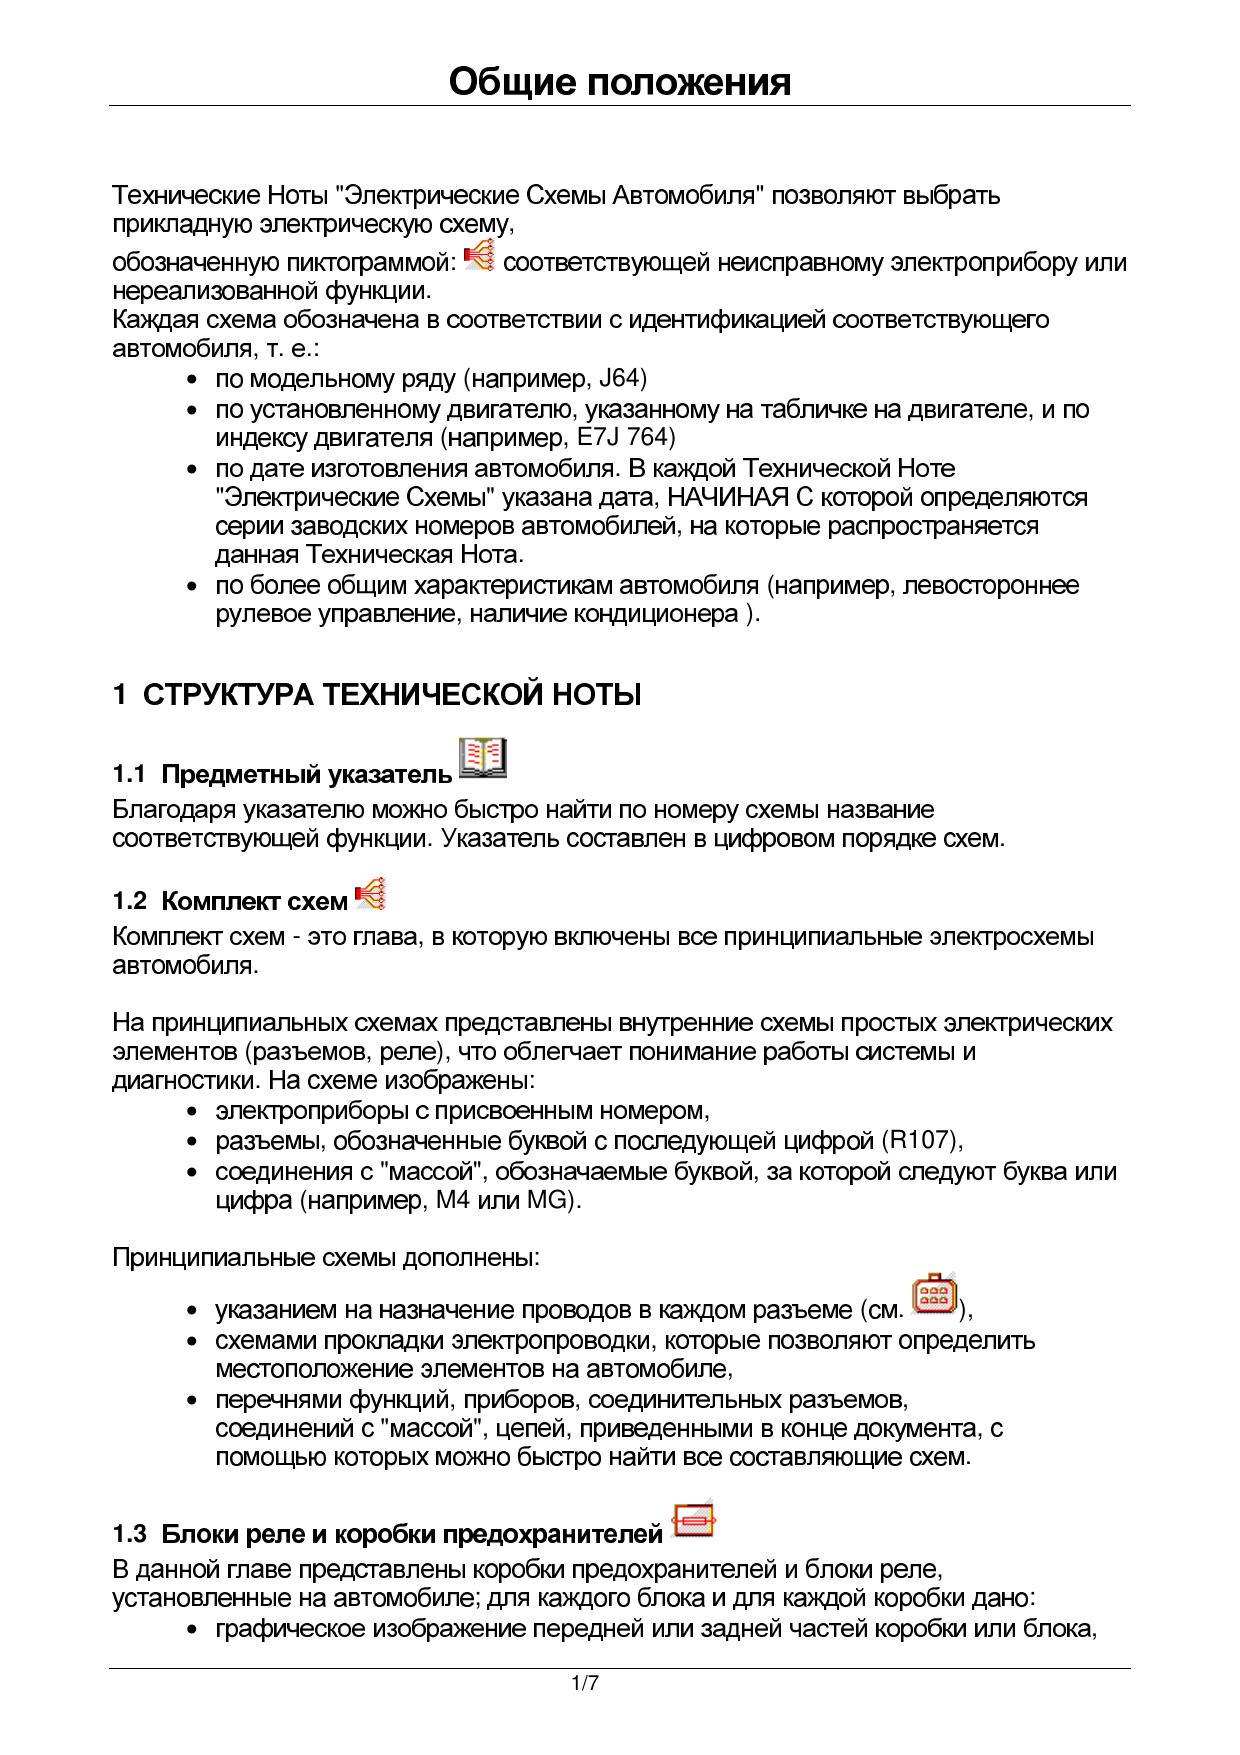 Общие положения
Технические Ноты "Электрические Схемы Автомобиля" позволяют выбрать
прикладную электрическую схему,
обозначенную пиктограммой: соответствующей неисправному электроприбору или
нереализованной функции.
Каждая схема обозначена в соответствии с идентификацией соответствующего
автомобиля, т. е.:
• по модельному ряду (например, J64)
• по установленному двигателю, указанному на табличке на двигателе, и по
индексу двигателя (например, E7J 764)
• по дате изготовления автомобиля. В каждой Технической Ноте
"Электрические Схемы" указана дата, НАЧИНАЯ С которой определяются
серии заводских номеров автомобилей, на которые распространяется
данная Техническая Нота.
• по более общим характеристикам автомобиля (например, левостороннее
рулевое управление, наличие кондиционера ).
1 СТРУКТУРА ТЕХНИЧЕСКОЙ НОТЫ
1.1 Предметный указатель
Благодаря указателю можно быстро найти по номеру схемы название
соответствующей функции. Указатель составлен в цифровом порядке схем.
1.2 Комплект схем
Комплект схем - это глава, в которую включены все принципиальные электросхемы
автомобиля.
На принципиальных схемах представлены внутренние схемы простых электрических
элементов (разъемов, реле), что облегчает понимание работы системы и
диагностики. На схеме изображены:
• электроприборы с присвоенным номером,
• разъемы, обозначенные буквой с последующей цифрой (R107),
• соединения с "массой", обозначаемые буквой, за которой следуют буква или
цифра (например, M4 или MG).
Принципиальные схемы дополнены:
• указанием на назначение проводов в каждом разъеме (см. ),
• схемами прокладки электропроводки, которые позволяют определить
местоположение элементов на автомобиле,
• перечнями функций, приборов, соединительных разъемов,
соединений с "массой", цепей, приведенными в конце документа, с
помощью которых можно быстро найти все составляющие схем.
1.3 Блоки реле и коробки предохранителей
В данной главе представлены коробки предохранителей и блоки реле,
установленные на автомобиле; для каждого блока и для каждой коробки дано:
• графическое изображение передней или задней частей коробки или блока,
1/7